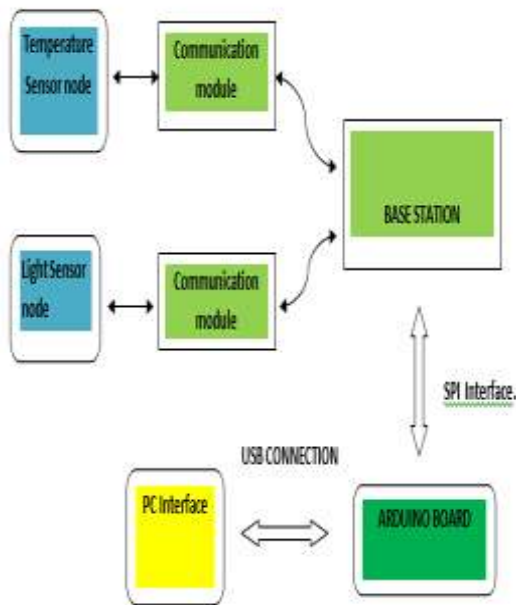 Temperature
Sensor node
Communication
module
BASE STATION
Light Sensor
node
Communication
module
SPI Interface.
USB CONNECTION
PC Interface
ARDUINO BOARD